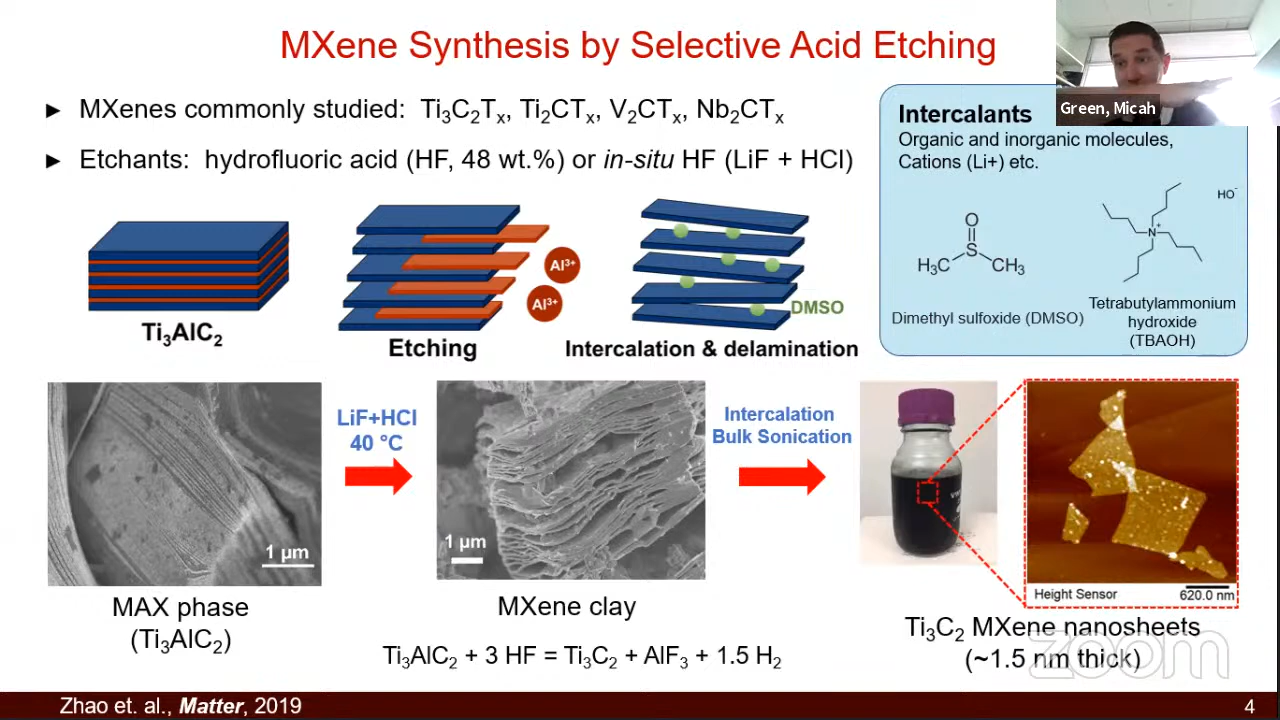 MXene Synthesis by Selective Acid Etching
Green, Micah
► MXenes commonly studied: Ti₃C₂Tₓ, Ti₂CTₓ, V₂CTₓ, Nb₂CTₓ
► Etchants: hydrofluoric acid (HF, 48 wt.%) or in-situ HF (LiF + HCl)
Intercalants
Organic and inorganic molecules,
Cations (Li+) etc.
O
S
H₃C
CH₃
Dimethyl sulfoxide (DMSO)
HO⁻
N⁺
Tetrabutylammonium
hydroxide
(TBAOH)
Ti₃AlC₂
Al³⁺
Al³⁺
Etching
DMSO
Intercalation & delamination
1 µm
MAX phase
(Ti₃AlC₂)
LiF+HCl
40 °C
1 µm
MXene clay
Intercalation
Bulk Sonication
Height Sensor
620.0 nm
Ti₃C₂ MXene nanosheets
(~1.5 nm thick)
Ti₃AlC₂ + 3 HF = Ti₃C₂ + AlF₃ + 1.5 H₂
zoom
Zhao et. al., Matter, 2019
4